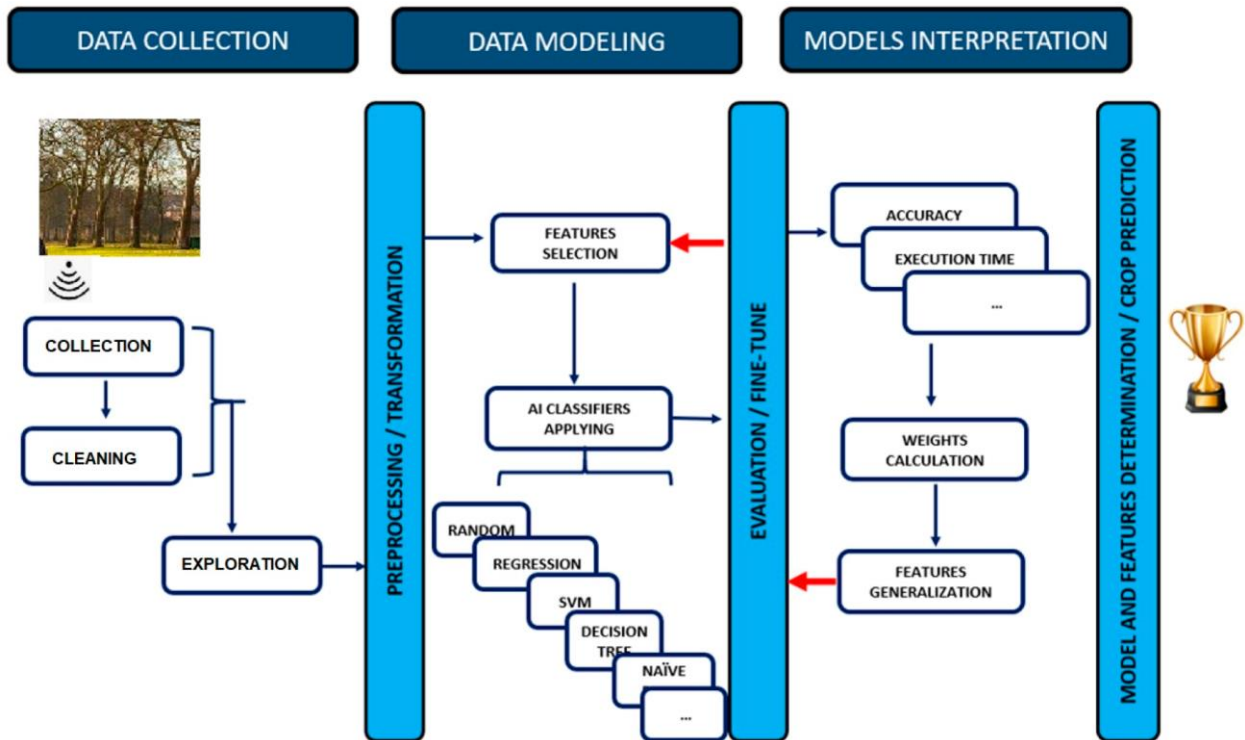 DATA COLLECTION
DATA MODELING
MODELS INTERPRETATION
COLLECTION
CLEANING
EXPLORATION
PREPROCESSING / TRANSFORMATION
FEATURES
SELECTION
AI CLASSIFIERS
APPLYING
RANDOM
REGRESSION
SVM
DECISION
TREE
NAÏVE
...
EVALUATION / FINE-TUNE
ACCURACY
EXECUTION TIME
...
WEIGHTS
CALCULATION
FEATURES
GENERALIZATION
MODEL AND FEATURES DETERMINATION / CROP PREDICTION